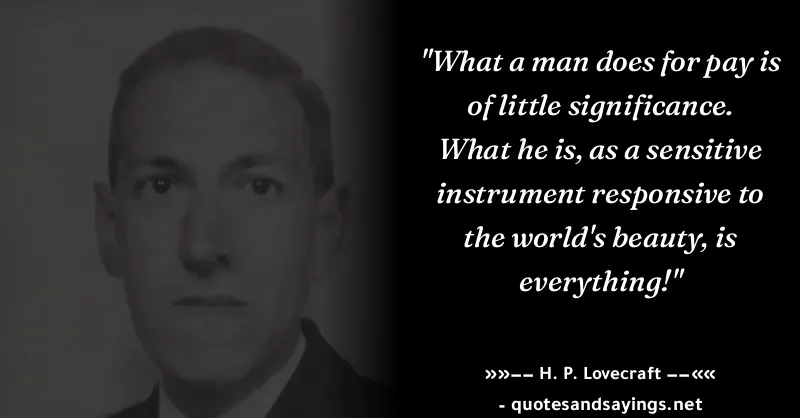 "What a man does for pay is
of little significance.
What he is, as a sensitive
instrument responsive to
the world's beauty, is
everything!"
»»−− H. P. Lovecraft −−««
- quotesandsayings.net